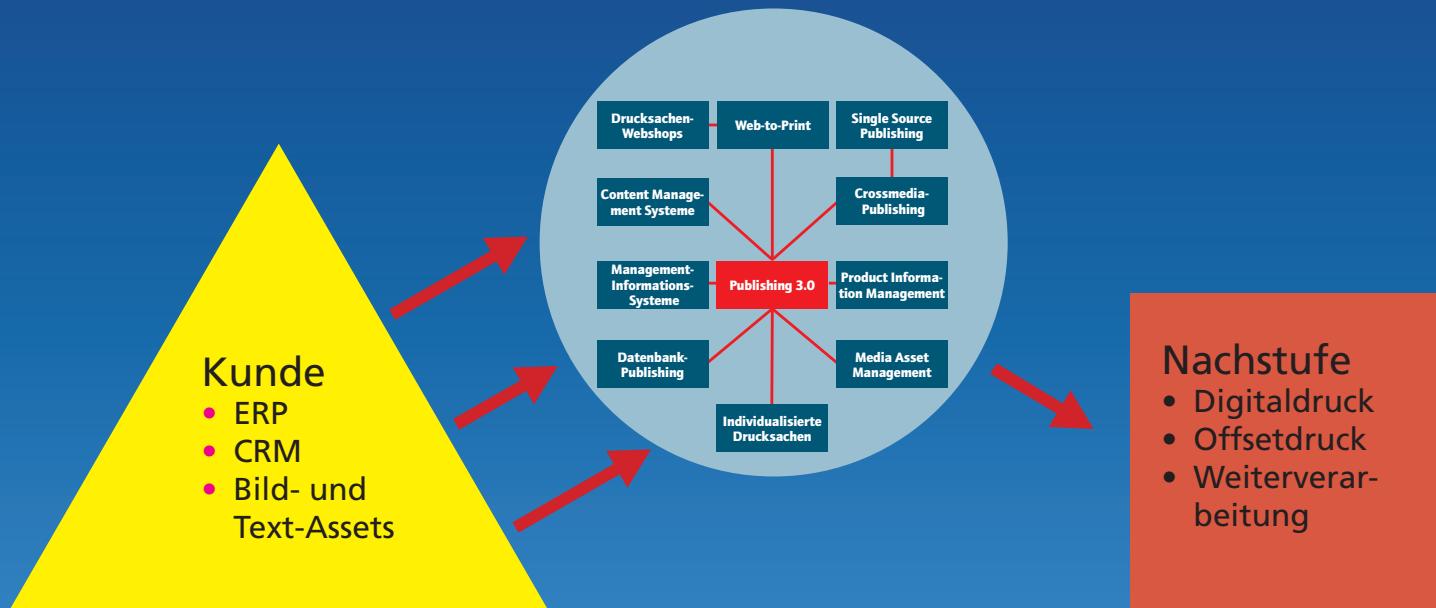 Kunde
• ERP
• CRM
• Bild- und
Text-Assets
Drucksachen-
Webshops
Web-to-Print
Single Source
Publishing
Content Manage-
ment Systeme
Crossmedia-
Publishing
Management-
Informations-
Systeme
Publishing 3.0
Product Informa-
tion Management
Datenbank-
Publishing
Media Asset
Management
Individualisierte
Drucksachen
Nachstufe
• Digitaldruck
• Offsetdruck
• Weiterverar-
beitung